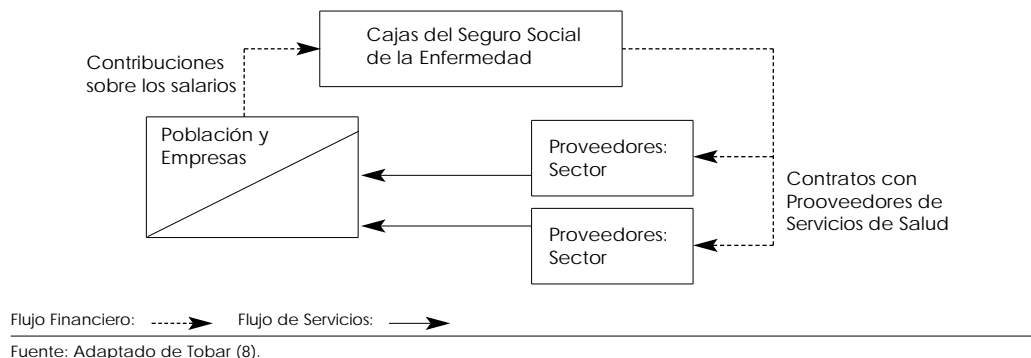 Cajas del Seguro Social
de la Enfermedad
Contribuciones
sobre los salarios
Población y
Empresas
Proveedores:
Sector
Proveedores:
Sector
Contratos con
Prooveedores de
Servicios de Salud
Flujo Financiero:
Flujo de Servicios:
Fuente: Adaptado de Tobar (8).